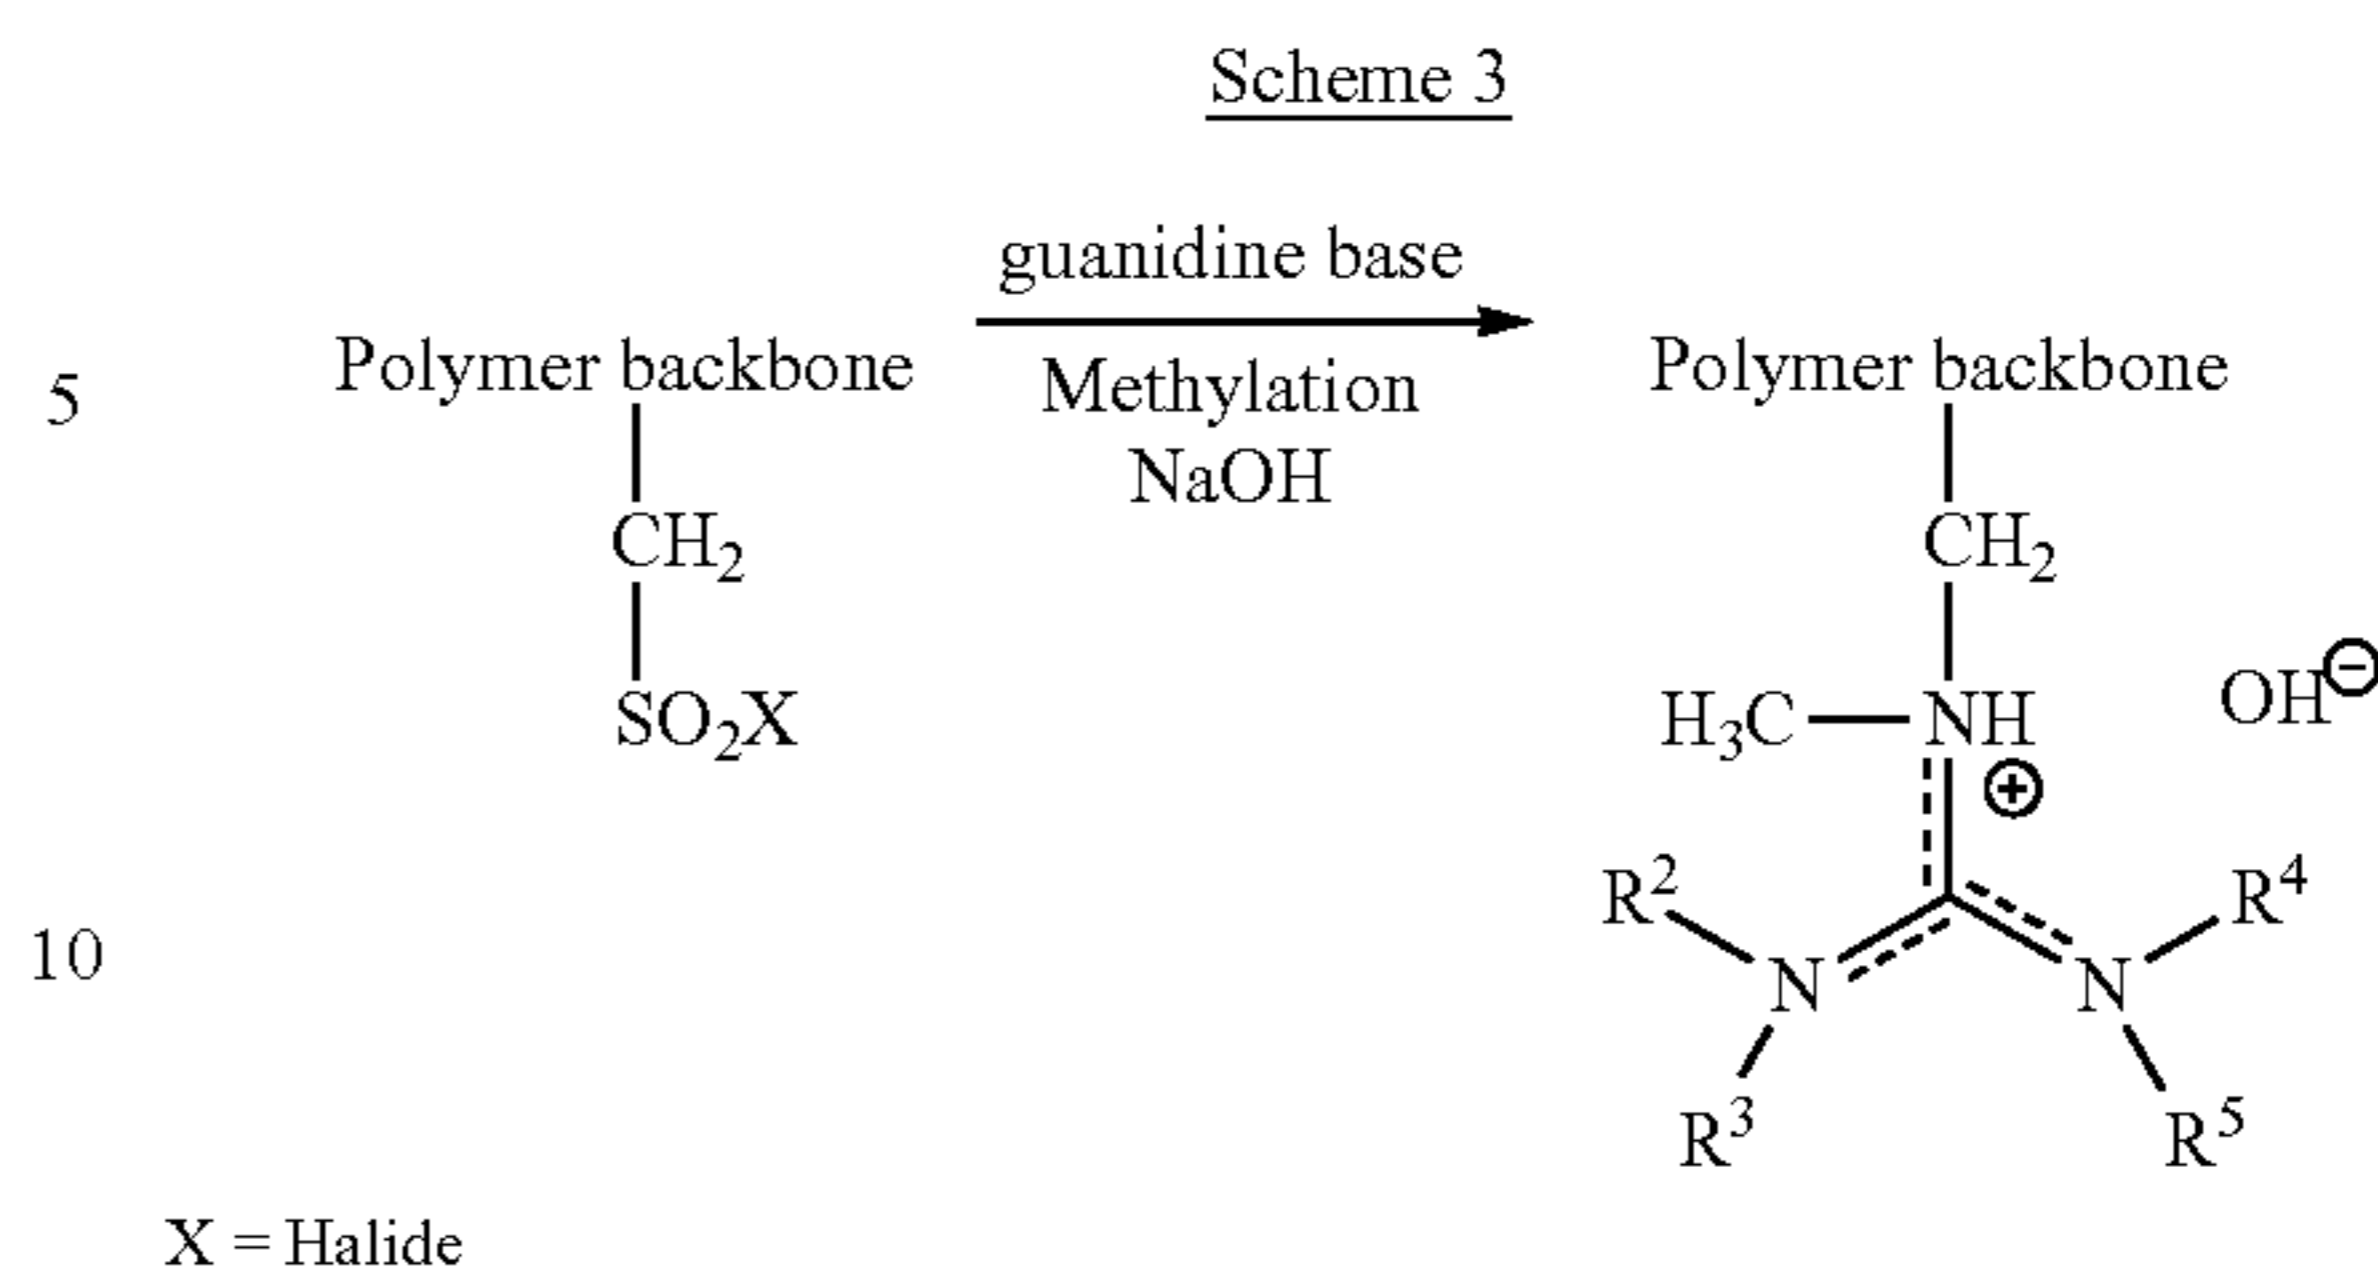 Scheme 3
guanidine base
5 Polymer backbone Methylation Polymer backbone
NaOH
CH2 CH2
SO2X H3C NH OH⊖
⊕
R2 R4
10 N N
R3 R5
X = Halide